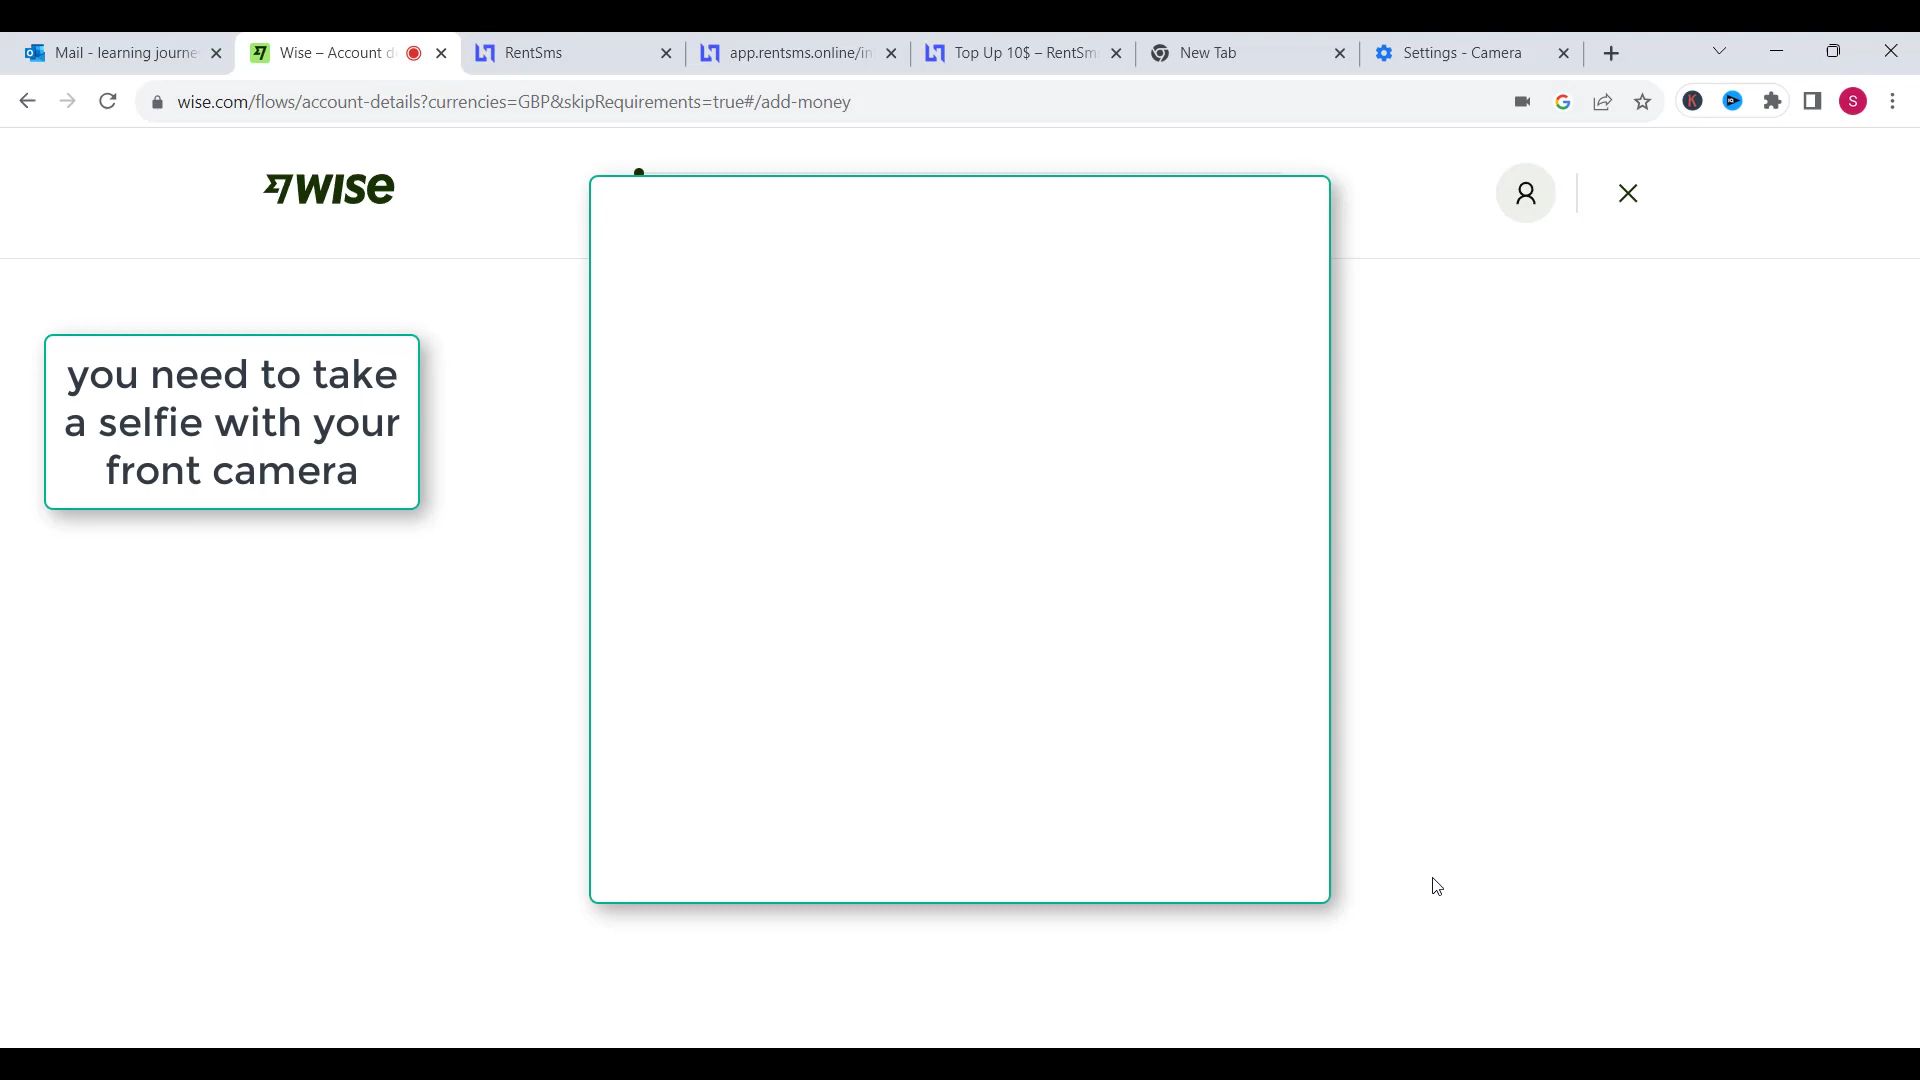 Mail - learning journe
Wise – Account d
RentSms
app.rentsms.online/in
Top Up 10$ – RentSm
New Tab
Settings - Camera
wise.com/flows/account-details?currencies=GBP&skipRequirements=true#/add-money
S
WISE
you need to take
a selfie with your
front camera